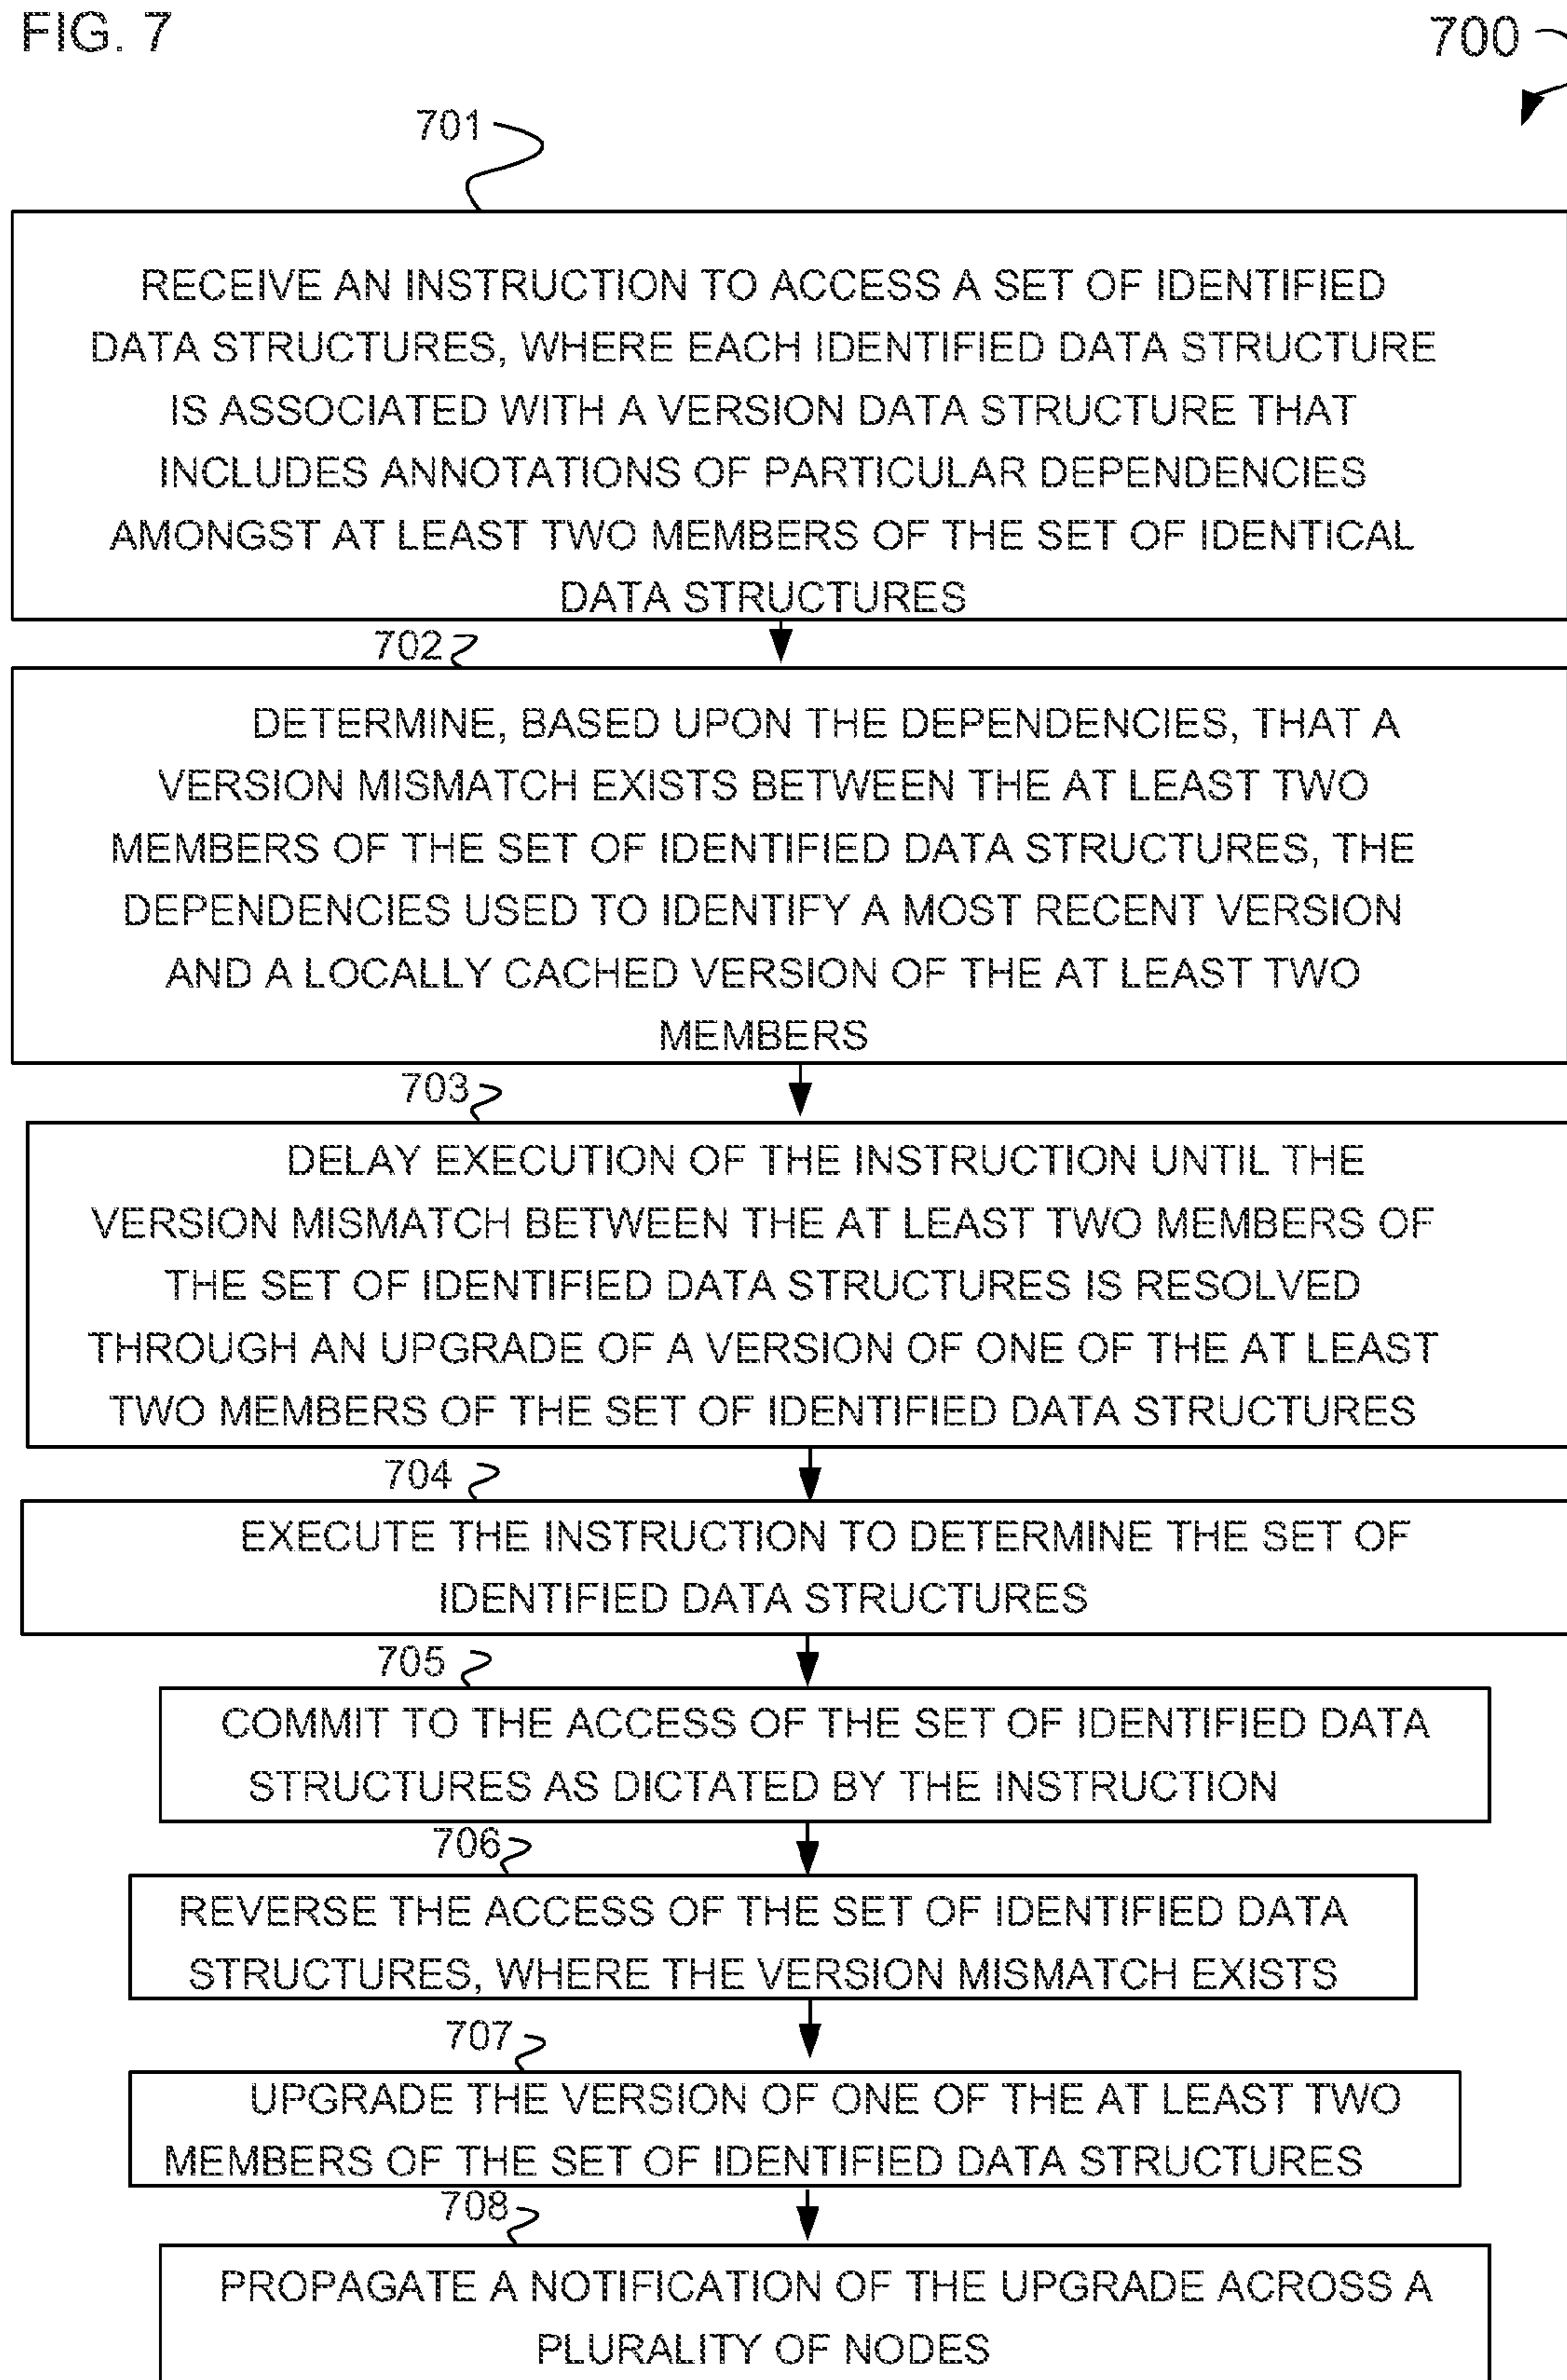 FIG. 7
700
701
RECEIVE AN INSTRUCTION TO ACCESS A SET OF IDENTIFIED
DATA STRUCTURES, WHERE EACH IDENTIFIED DATA STRUCTURE
IS ASSOCIATED WITH A VERSION DATA STRUCTURE THAT
INCLUDES ANNOTATIONS OF PARTICULAR DEPENDENCIES
AMONGST AT LEAST TWO MEMBERS OF THE SET OF IDENTICAL
DATA STRUCTURES
702
DETERMINE, BASED UPON THE DEPENDENCIES, THAT A
VERSION MISMATCH EXISTS BETWEEN THE AT LEAST TWO
MEMBERS OF THE SET OF IDENTIFIED DATA STRUCTURES, THE
DEPENDENCIES USED TO IDENTIFY A MOST RECENT VERSION
AND A LOCALLY CACHED VERSION OF THE AT LEAST TWO
MEMBERS
703
DELAY EXECUTION OF THE INSTRUCTION UNTIL THE
VERSION MISMATCH BETWEEN THE AT LEAST TWO MEMBERS OF
THE SET OF IDENTIFIED DATA STRUCTURES IS RESOLVED
THROUGH AN UPGRADE OF A VERSION OF ONE OF THE AT LEAST
TWO MEMBERS OF THE SET OF IDENTIFIED DATA STRUCTURES
704
EXECUTE THE INSTRUCTION TO DETERMINE THE SET OF
IDENTIFIED DATA STRUCTURES
705
COMMIT TO THE ACCESS OF THE SET OF IDENTIFIED DATA
STRUCTURES AS DICTATED BY THE INSTRUCTION
706
REVERSE THE ACCESS OF THE SET OF IDENTIFIED DATA
STRUCTURES, WHERE THE VERSION MISMATCH EXISTS
707
UPGRADE THE VERSION OF ONE OF THE AT LEAST TWO
MEMBERS OF THE SET OF IDENTIFIED DATA STRUCTURES
708
PROPAGATE A NOTIFICATION OF THE UPGRADE ACROSS A
PLURALITY OF NODES